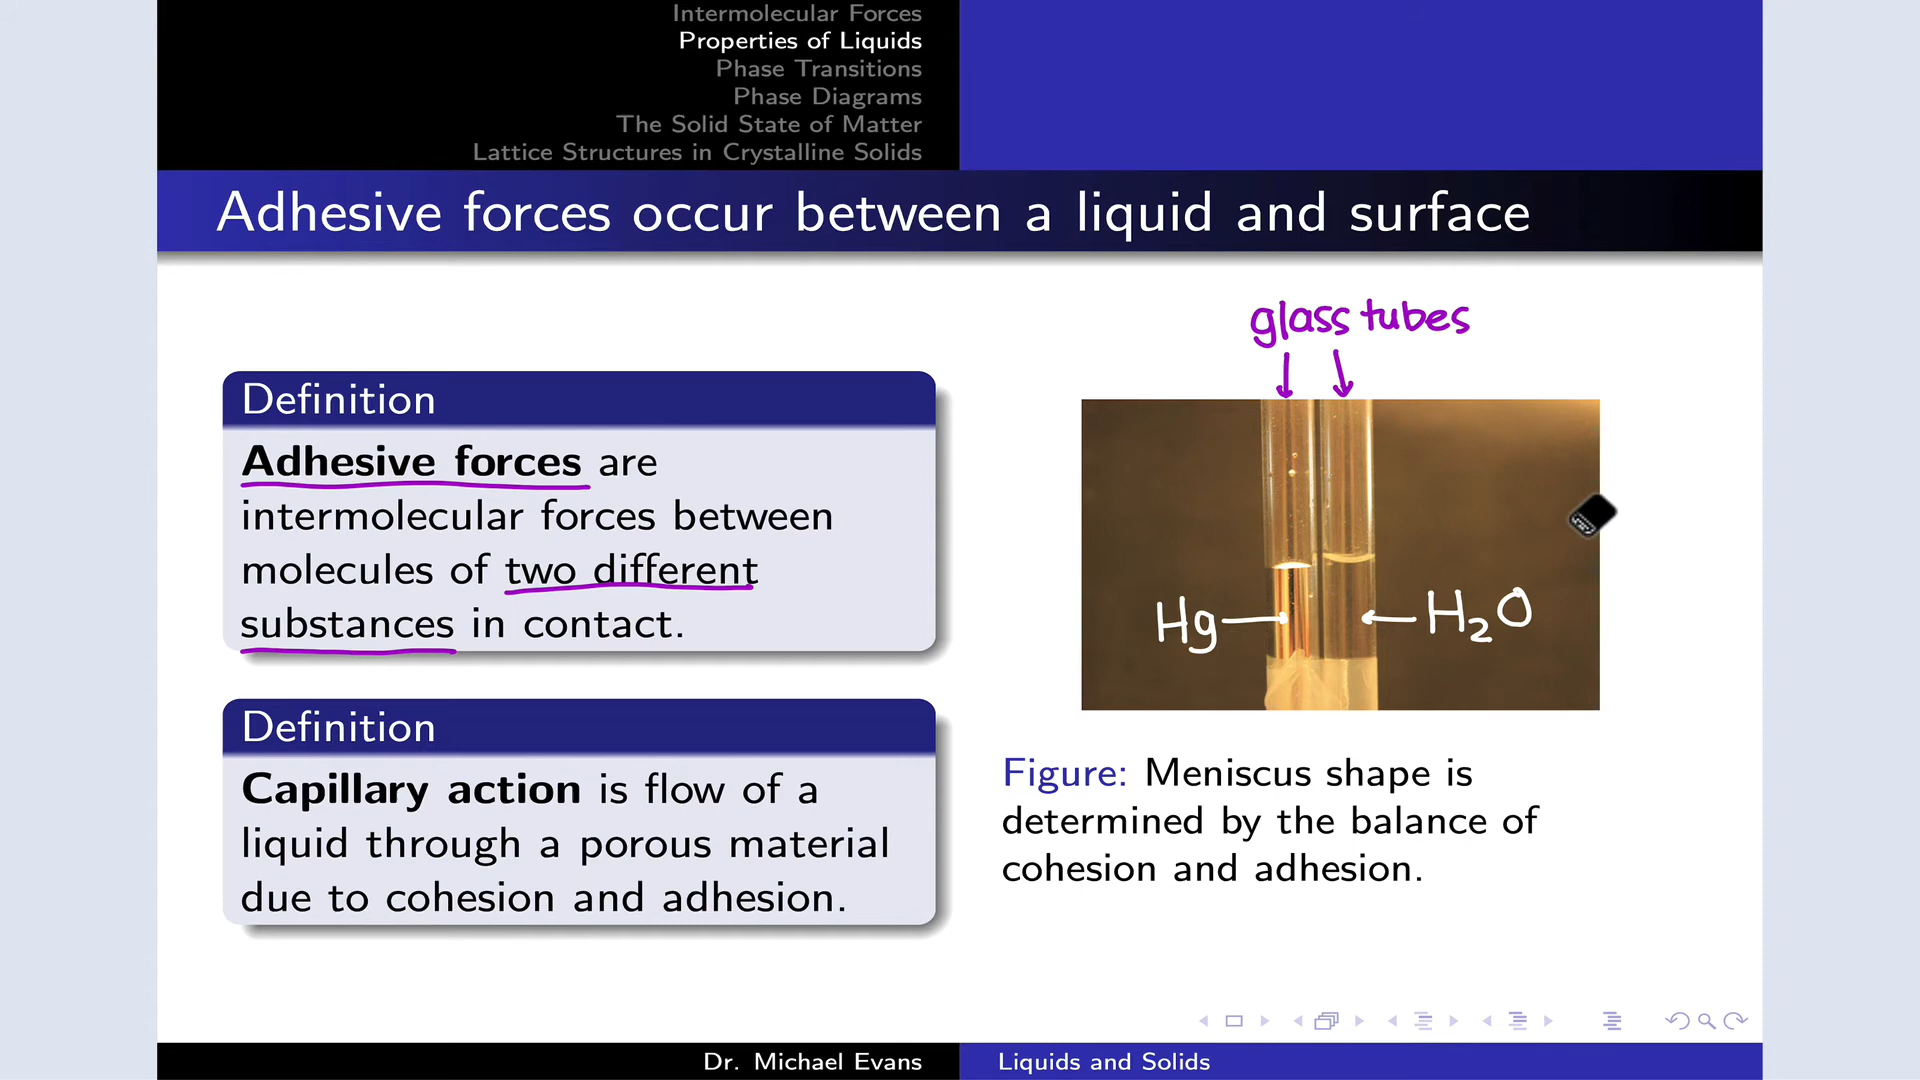 Intermolecular Forces
Properties of Liquids
Phase Transitions
Phase Diagrams
The Solid State of Matter
Lattice Structures in Crystalline Solids
Adhesive forces occur between a liquid and surface
Definition
Adhesive forces are
intermolecular forces between
molecules of two different
substances in contact.
Definition
Capillary action is flow of a
liquid through a porous material
due to cohesion and adhesion.
glass tubes
Hg
H₂O
Figure: Meniscus shape is
determined by the balance of
cohesion and adhesion.
Dr. Michael Evans
Liquids and Solids